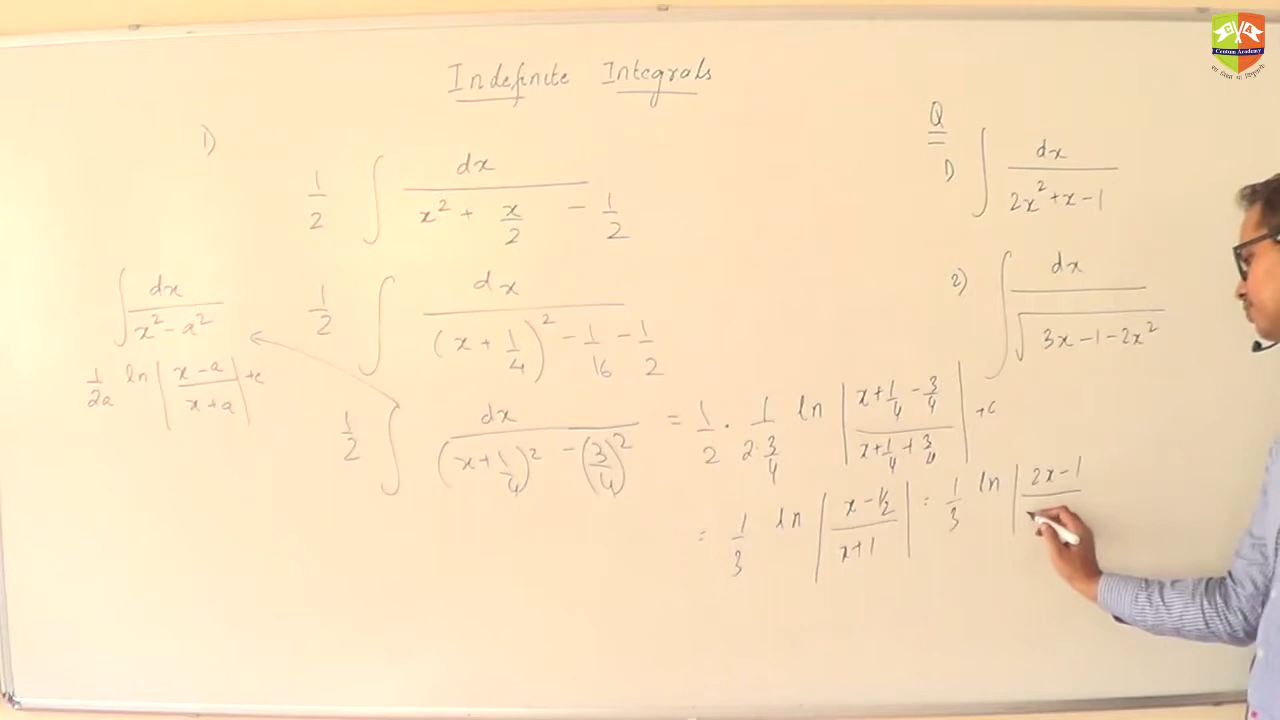 Indefinite Integrals
1)
1/2 ∫ dx / (x² + x/2 - 1/2)
1/2 ∫ dx / ((x + 1/4)² - 1/16 - 1/2)
1/2 ∫ dx / ((x + 1/4)² - (3/4)²) = 1/2 · 1/(2·3/4) ln |(x + 1/4 - 3/4) / (x + 1/4 + 3/4)| + c
= 1/3 ln |(x - 1/2) / (x + 1)| = 1/3 ln |2x - 1
∫ dx / (x² - a²)
1/2a ln |(x - a) / (x + a)| + c
Q
1) ∫ dx / (2x² + x - 1)
2) ∫ dx / √(3x - 1 - 2x²)
Centum Academy